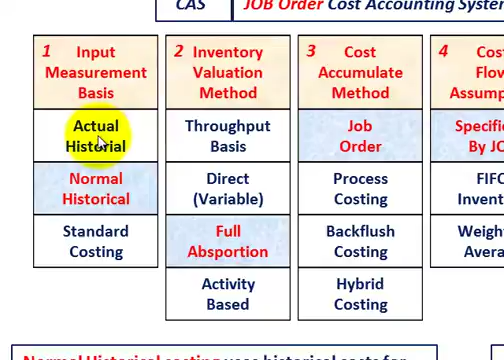 CAS JOB Order Cost Accounting System
1 Input
Measurement
Basis
2 Inventory
Valuation
Method
3 Cost
Accumulate
Method
4 Cost
Flow
Assump
Actual
Historial
Throughput
Basis
Job
Order
Specific
By JO
Normal
Historical
Direct
(Variable)
Process
Costing
FIFO
Invent
Standard
Costing
Full
Absportion
Backflush
Costing
Weight
Avera
Activity
Based
Hybrid
Costing
Normal Historical costing uses historical costs for